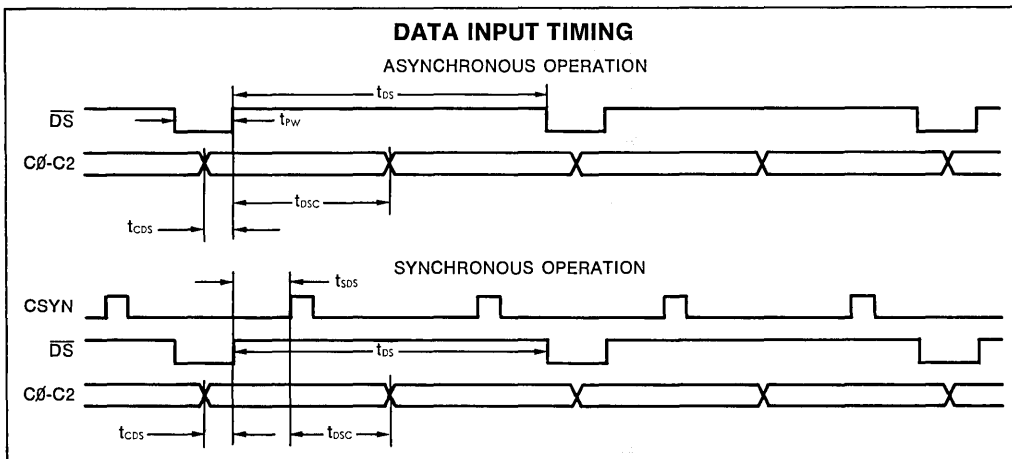 DATA INPUT TIMING
ASYNCHRONOUS OPERATION
tDS
DS
tPW
CØ-C2
tDSC
tCDS
SYNCHRONOUS OPERATION
tSDS
CSYN
DS
tDS
CØ-C2
tCDS
tDSC